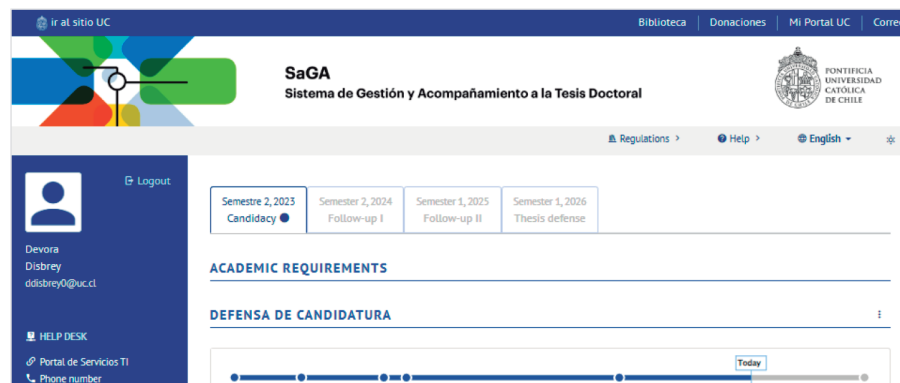 ir al sitio UC
Biblioteca
Donaciones
Mi Portal UC
SaGA
Sistema de Gestión y Acompañamiento a la Tesis Doctoral
PONTIFICIA
UNIVERSIDAD
CATÓLICA
DE CHILE
Regulations >
Help >
English
Logout
Devora
Disbrey
ddisbrey0@uc.cl
HELP DESK
Portal de Servicios TI
Phone number
Semestre 2, 2023
Candidacy
Semester 2, 2024
Follow-up I
Semester 1, 2025
Follow-up II
Semester 1, 2026
Thesis defense
ACADEMIC REQUIREMENTS
DEFENSA DE CANDIDATURA
Today